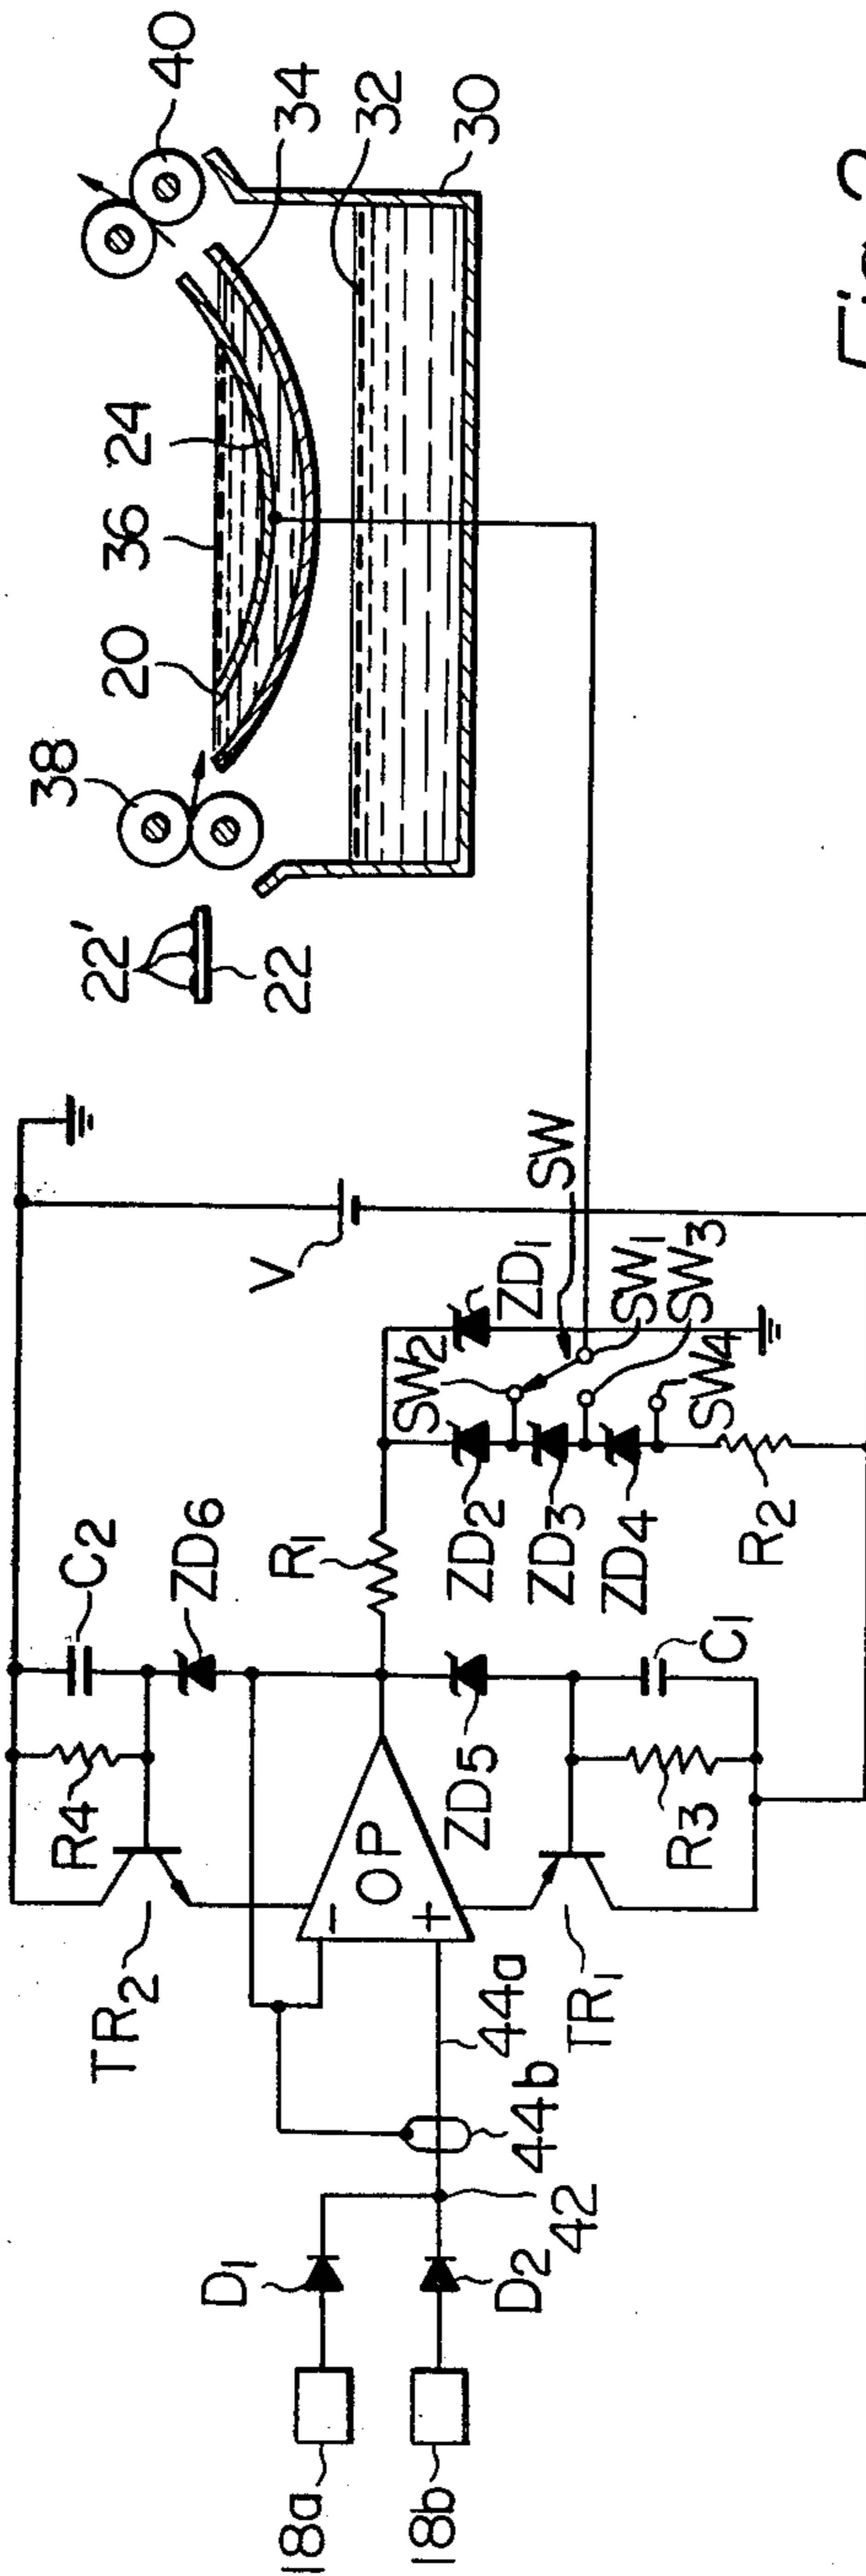 18a
18b
D1
D2
42
44b
44a
TR2
TR1
OP
−
+
R4
C2
ZD6
ZD5
R3
C1
R1
ZD2
ZD3
ZD4
R2
SW2
ZD1
SW
SW1
SW3
SW4
V
22'
22
38
20
36
24
34
32
30
40